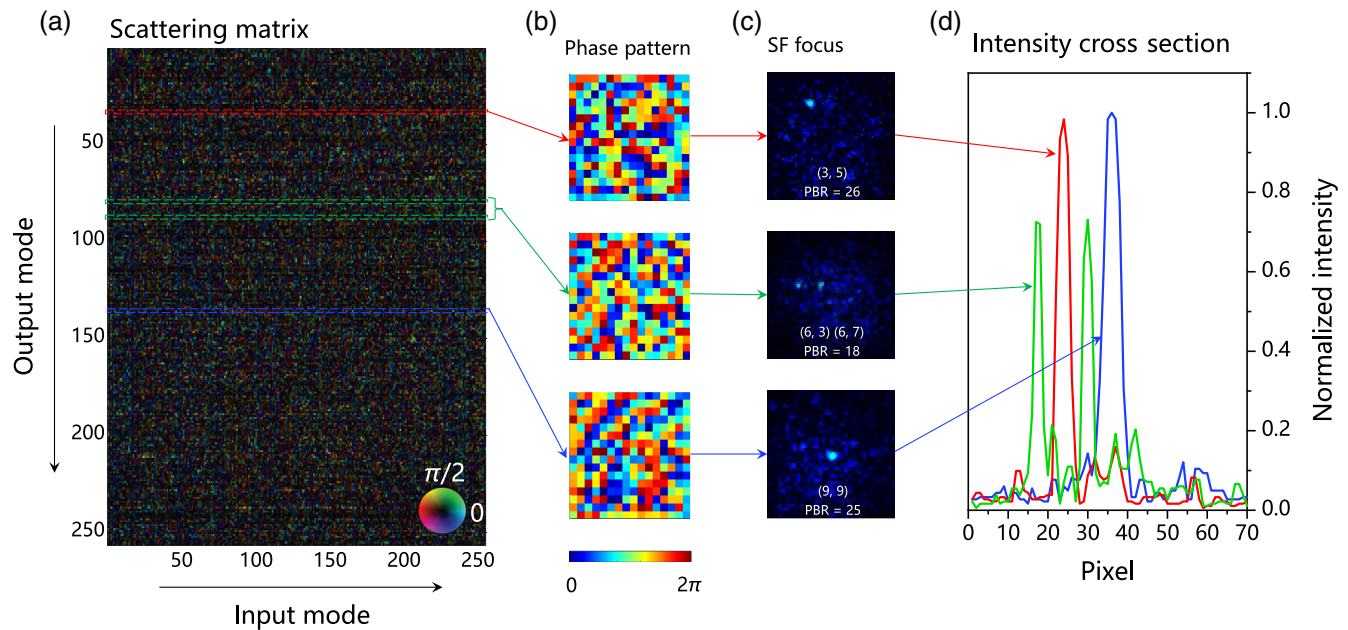 (a)
Scattering matrix
Output mode
50
100
150
200
250
π/2
0
50
100
150
200
250
Input mode
(b)
Phase pattern
0
2π
(c)
SF focus
(3, 5)
PBR = 26
(6, 3) (6, 7)
PBR = 18
(9, 9)
PBR = 25
(d)
Intensity cross section
1.0
0.8
0.6
0.4
0.2
0.0
Normalized intensity
0
10
20
30
40
50
60
70
Pixel